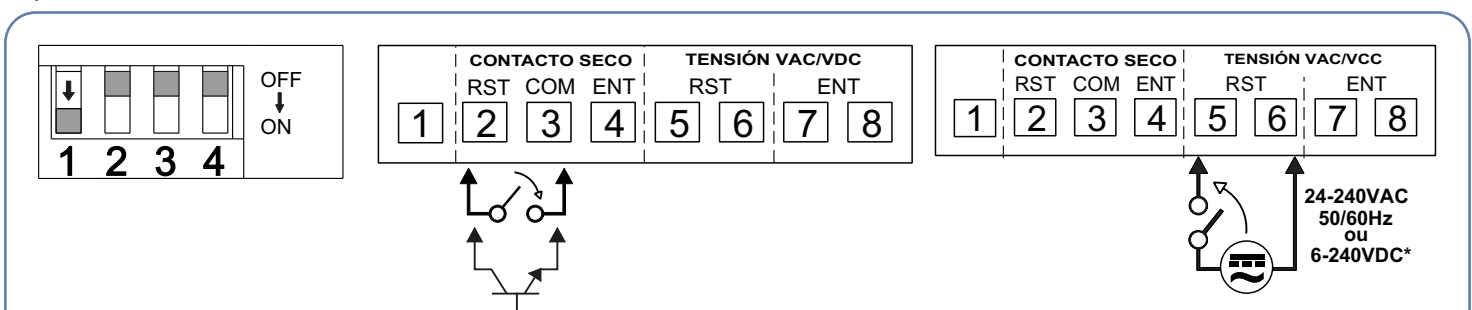 OFF
ON
1 2 3 4
CONTACTO SECO TENSIÓN VAC/VDC
RST COM ENT RST ENT
1 2 3 4 5 6 7 8
CONTACTO SECO TENSIÓN VAC/VCC
RST COM ENT RST ENT
1 2 3 4 5 6 7 8
24-240VAC
50/60Hz
ou
6-240VDC*